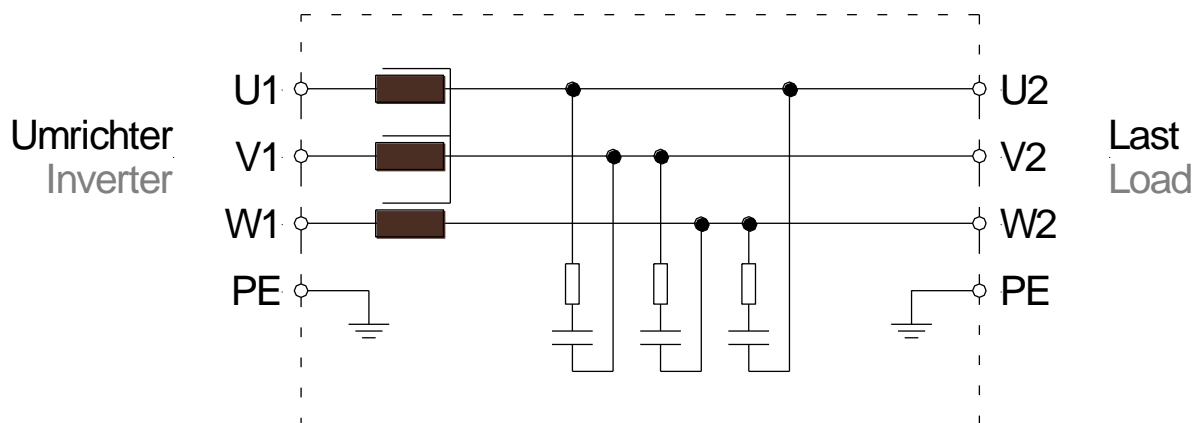 U1
U2
Umrichter
Inverter
V1
V2
Last
Load
W1
W2
PE
PE